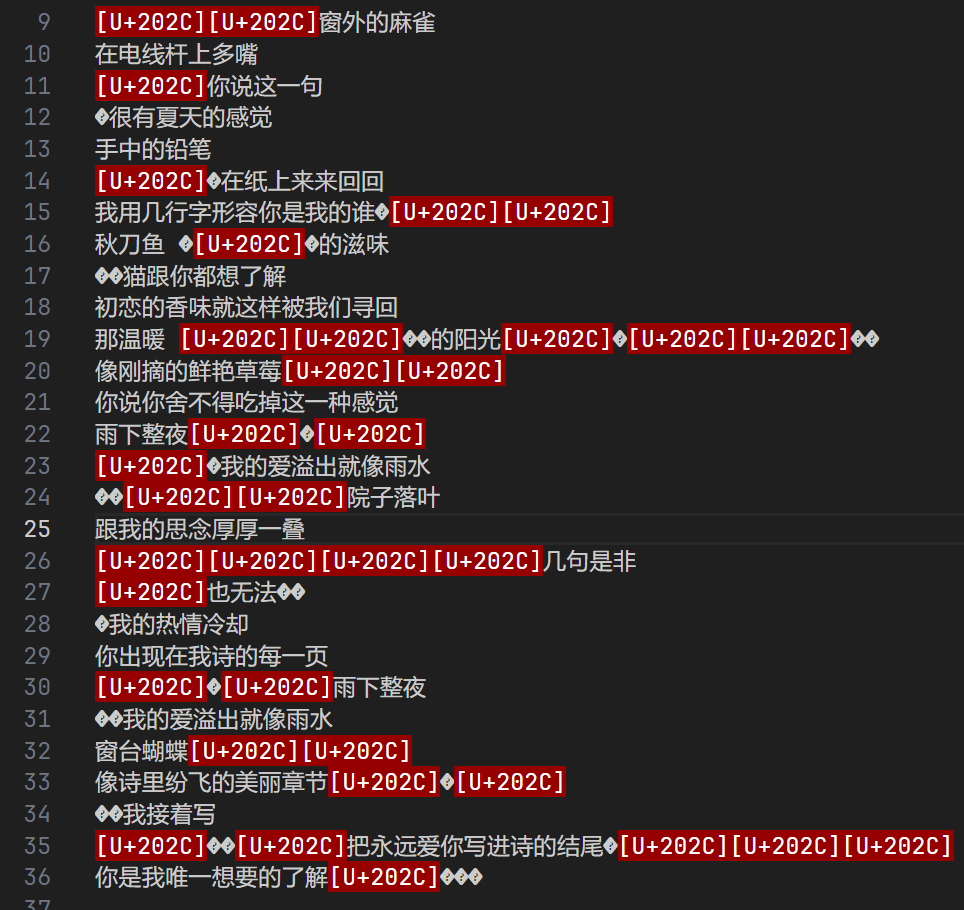 9 [U+202C][U+202C]窗外的麻雀
10 在电线杆上多嘴
11 [U+202C]你说这一句
12 �很有夏天的感觉
13 手中的铅笔
14 [U+202C]�在纸上来来回回
15 我用几行字形容你是我的谁�[U+202C][U+202C]
16 秋刀鱼 �[U+202C]�的滋味
17 ��猫跟你都想了解
18 初恋的香味就这样被我们寻回
19 那温暖 [U+202C][U+202C]��的阳光[U+202C]�[U+202C][U+202C]��
20 像刚摘的鲜艳草莓[U+202C][U+202C]
21 你说你舍不得吃掉这一种感觉
22 雨下整夜[U+202C]�[U+202C]
23 [U+202C]�我的爱溢出就像雨水
24 ��[U+202C][U+202C]院子落叶
25 跟我的思念厚厚一叠
26 [U+202C][U+202C][U+202C][U+202C]几句是非
27 [U+202C]也无法��
28 �我的热情冷却
29 你出现在我诗的每一页
30 [U+202C]�[U+202C]雨下整夜
31 ��我的爱溢出就像雨水
32 窗台蝴蝶[U+202C][U+202C]
33 像诗里纷飞的美丽章节[U+202C]�[U+202C]
34 ��我接着写
35 [U+202C]��[U+202C]把永远爱你写进诗的结尾�[U+202C][U+202C][U+202C]
36 你是我唯一想要的了解[U+202C]���
37